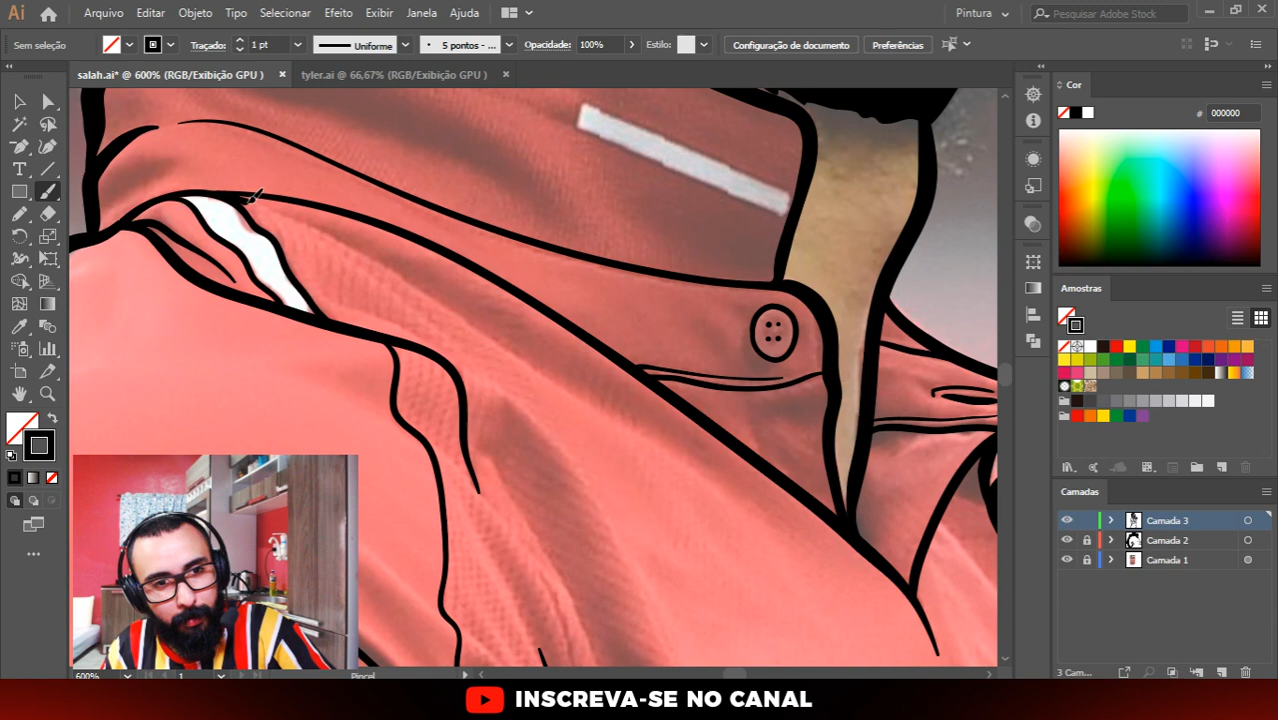 Ai
Arquivo Editar Objeto Tipo Selecionar Efeito Exibir Janela Ajuda
Pintura
Pesquisar Adobe Stock
Sem seleção
Traçado: 1 pt
Uniforme
5 pontos - ...
Opacidade: 100%
Estilo:
Configuração de documento
Preferências
salah.ai* @ 600% (RGB/Exibição GPU )
tyler.ai @ 66,67% (RGB/Exibição GPU )
Cor
# 000000
Amostras
Camadas
Camada 3
Camada 2
Camada 1
3 Cam...
600%
1
Pincel
INSCREVA-SE NO CANAL